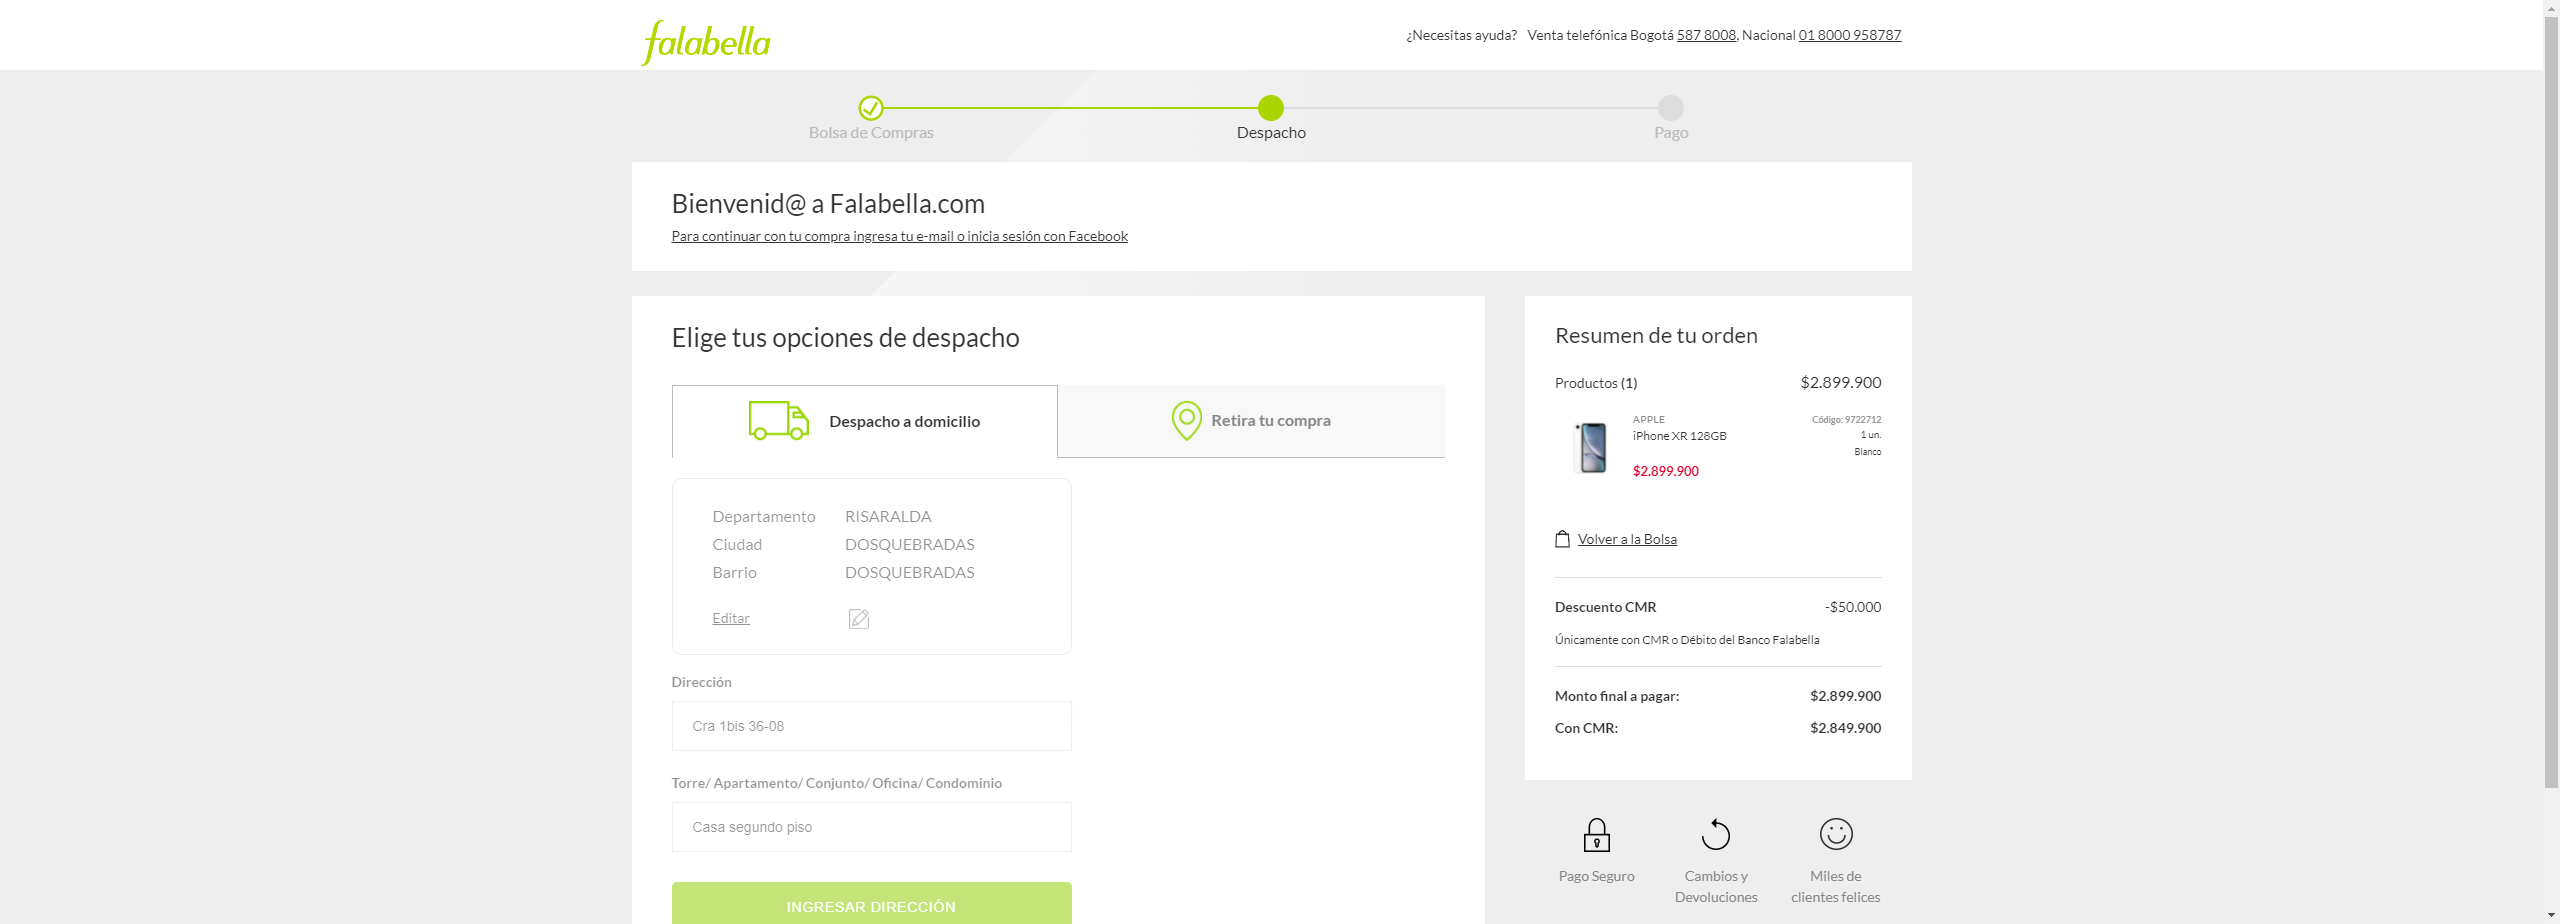 falabella
¿Necesitas ayuda? Venta telefónica Bogotá 587 8008, Nacional 01 8000 958787
Bolsa de Compras
Despacho
Pago
Bienvenid@ a Falabella.com
Para continuar con tu compra ingresa tu e-mail o inicia sesión con Facebook
Elige tus opciones de despacho
Despacho a domicilio
Retira tu compra
Departamento RISARALDA
Ciudad DOSQUEBRADAS
Barrio DOSQUEBRADAS
Editar
Dirección
Cra 1bis 36-08
Torre/ Apartamento/ Conjunto/ Oficina/ Condominio
Casa segundo piso
INGRESAR DIRECCIÓN
Resumen de tu orden
Productos (1) $2.899.900
APPLE Código: 9722712
iPhone XR 128GB 1 un.
Blanco
$2.899.900
Volver a la Bolsa
Descuento CMR -$50.000
Únicamente con CMR o Débito del Banco Falabella
Monto final a pagar: $2.899.900
Con CMR: $2.849.900
Pago Seguro
Cambios y
Devoluciones
Miles de
clientes felices